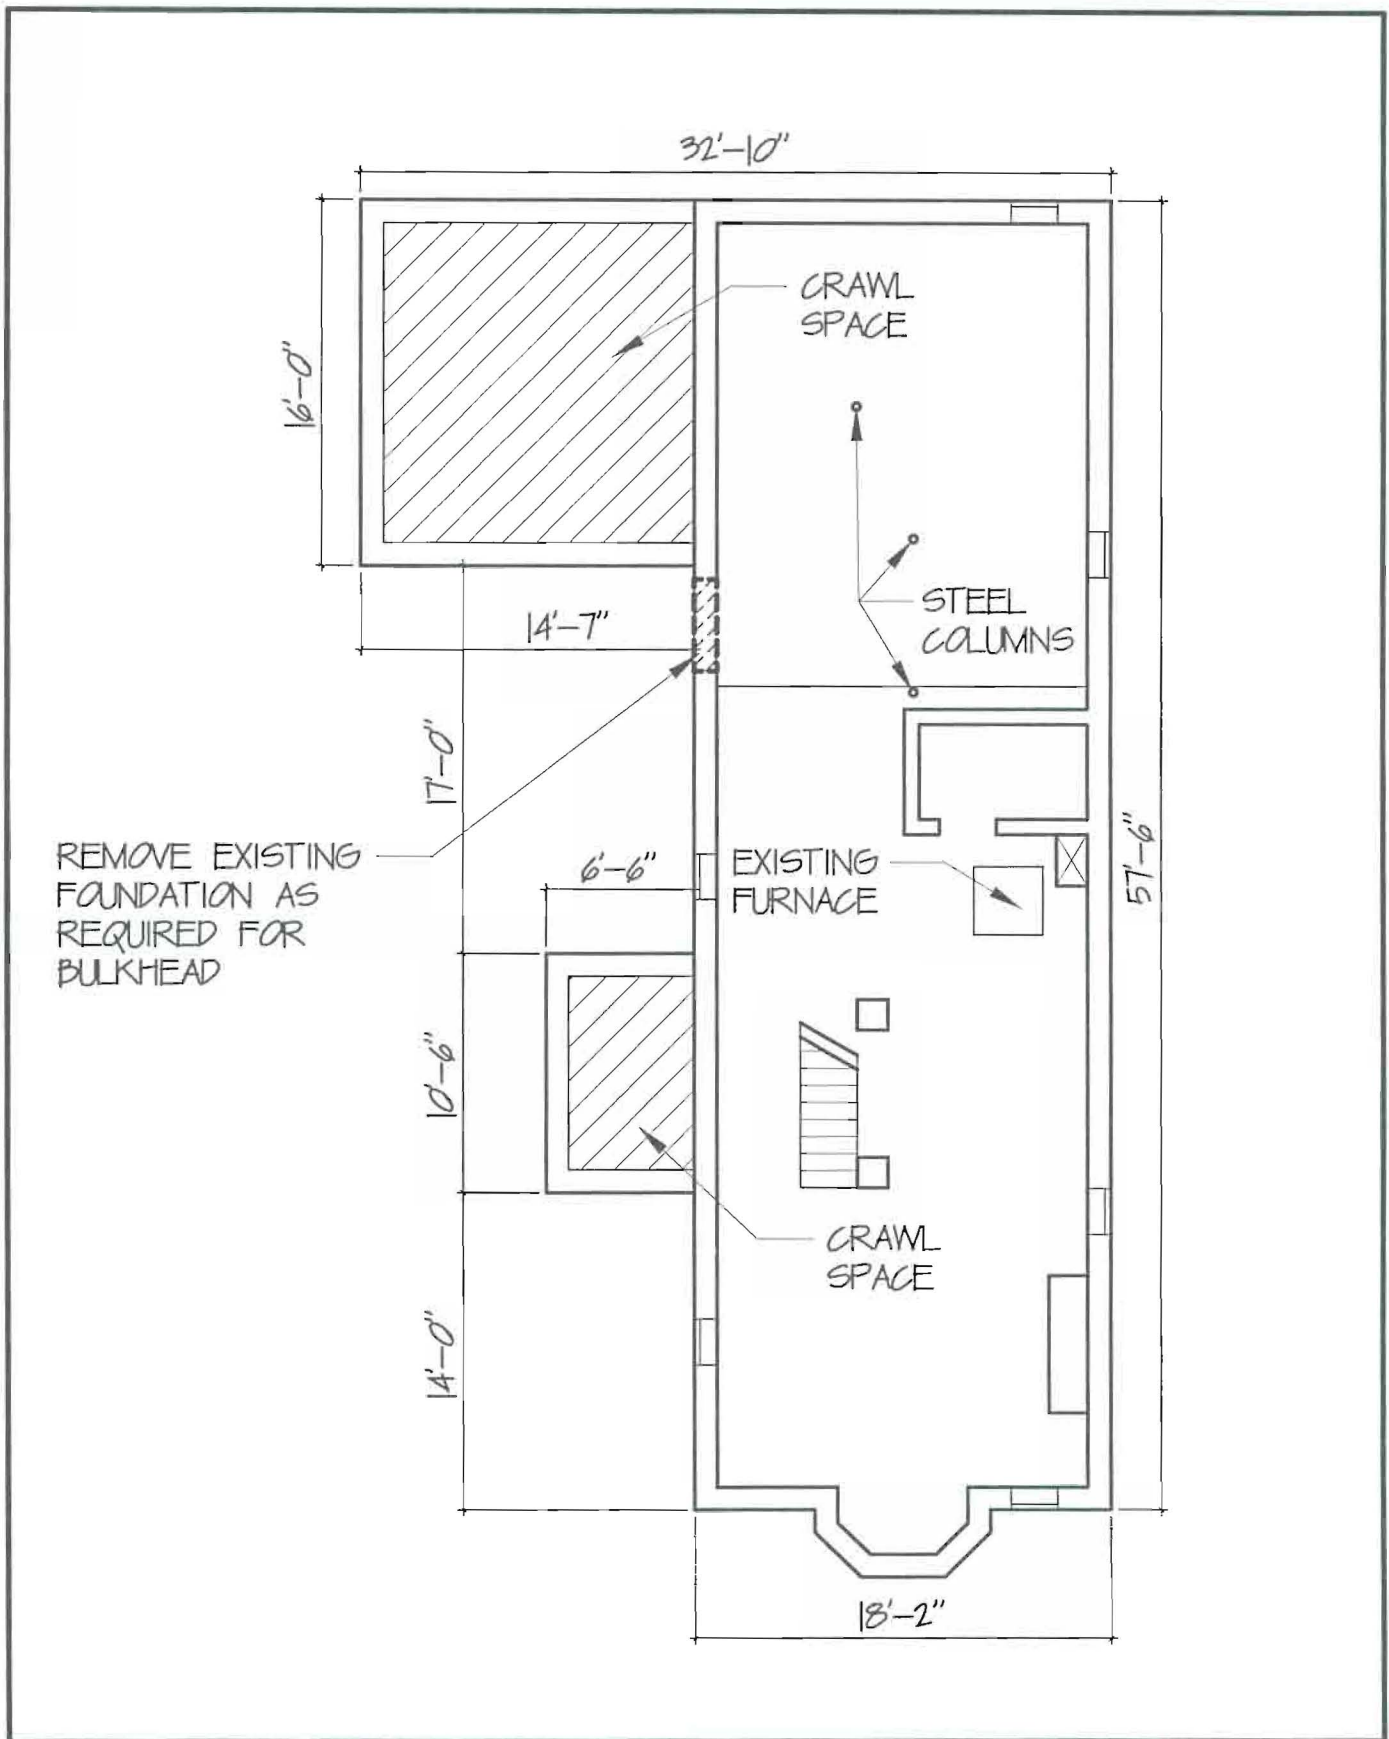 32'-10"
CRAWL
SPACE
16'-0"
STEEL
COLUMNS
14'-7"
17'-0"
REMOVE EXISTING
FOUNDATION AS
REQUIRED FOR
BULKHEAD
6'-6"
EXISTING
FURNACE
57'-6"
10'-6"
CRAWL
SPACE
14'-0"
18'-2"